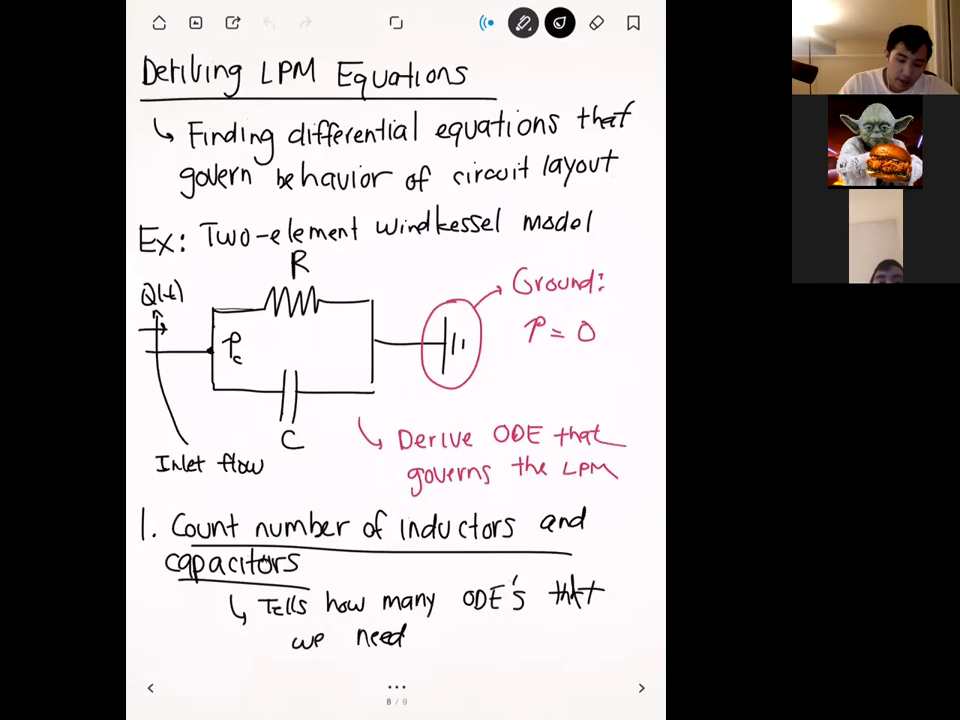 Deriving LPM Equations
↳ Finding differential equations that
govern behavior of circuit layout
Ex: Two-element windkessel model
R
Q(t)
Pc
C
Inlet flow
Ground:
P = 0
↳ Derive ODE that
governs the LPM
1. Count number of inductors and
capacitors
↳ Tells how many ODE's that
we need
8 / 9